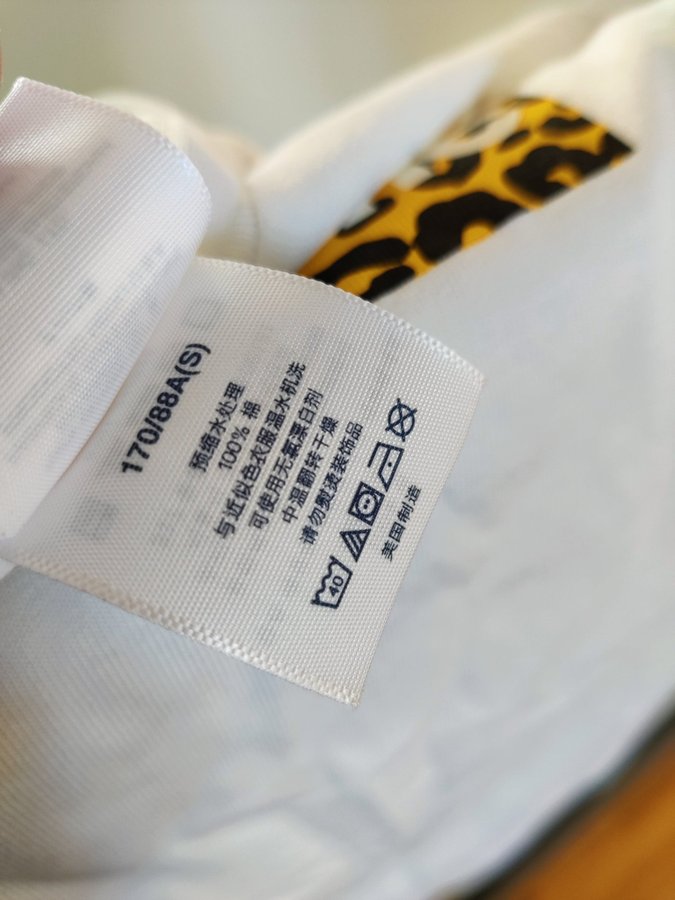 170/88A(S)
预缩水处理
100% 棉
与近似色衣服温水机洗
可使用无氯漂白剂
中温翻转干燥
请勿熨烫装饰品
40
美国制造